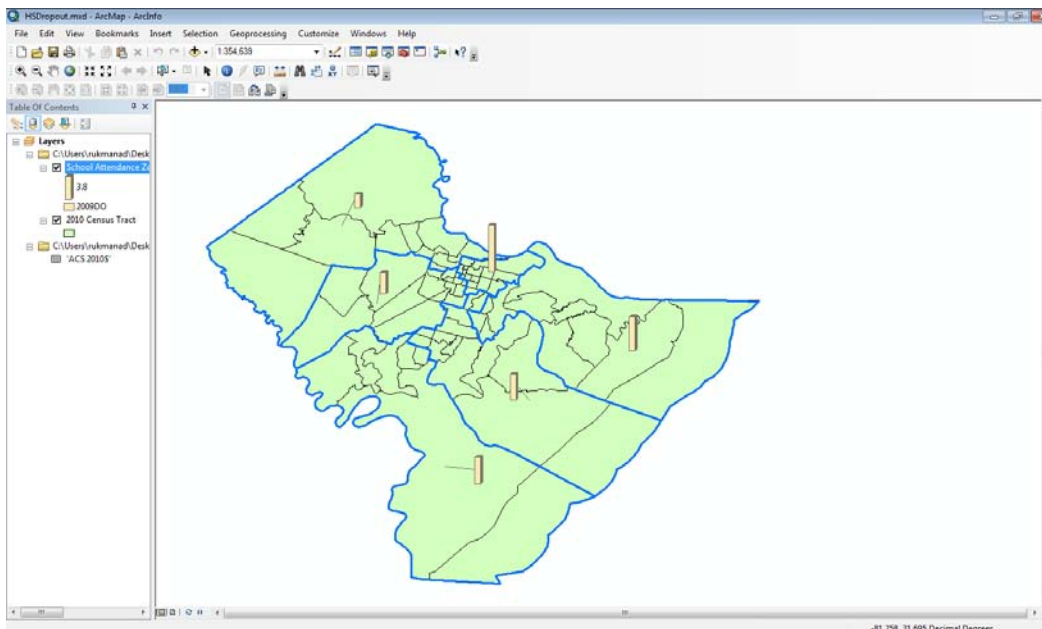 HSDropout.mxd - ArcMap - ArcInfo
File Edit View Bookmarks Insert Selection Geoprocessing Customize Windows Help
1:354,639
Table Of Contents
Layers
C:\Users\rukmanad\Desk
School Attendance Zo
3.8
2009DO
2010 Census Tract
C:\Users\rukmanad\Desk
'ACS 2010$'
-81.258 31.695 Decimal Degrees